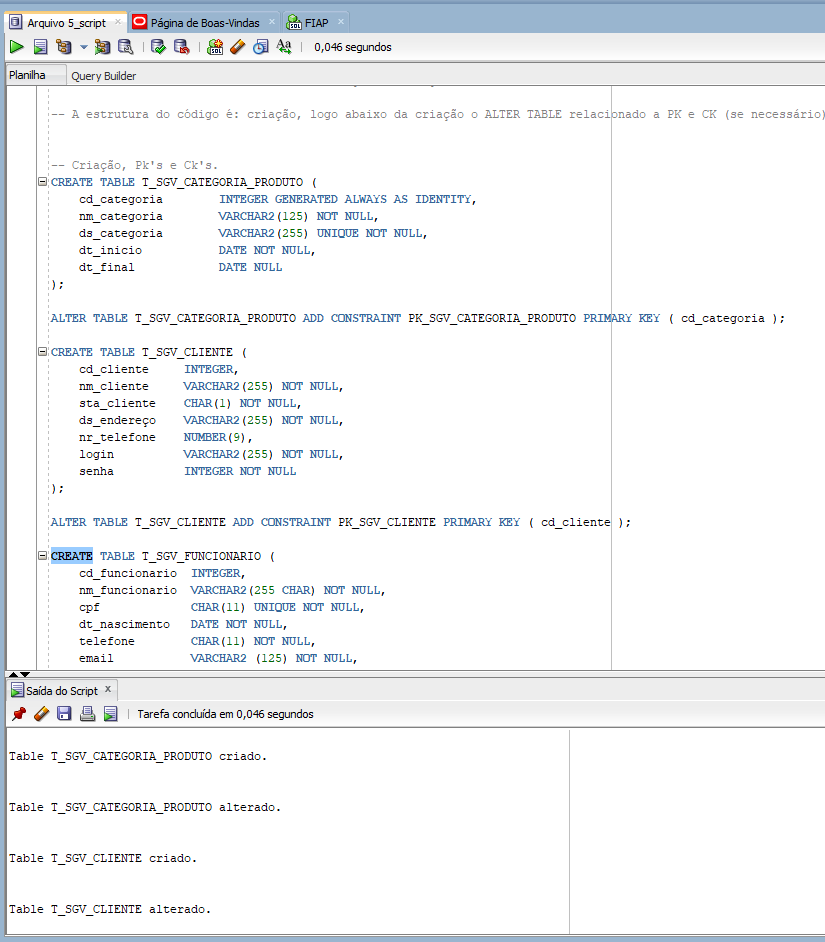 Arquivo 5_script
Página de Boas-Vindas
FIAP
0,046 segundos
Planilha
Query Builder
-- A estrutura do código é: criação, logo abaixo da criação o ALTER TABLE relacionado a PK e CK (se necessário)
-- Criação, Pk's e Ck's.
CREATE TABLE T_SGV_CATEGORIA_PRODUTO (
cd_categoria INTEGER GENERATED ALWAYS AS IDENTITY,
nm_categoria VARCHAR2(125) NOT NULL,
ds_categoria VARCHAR2(255) UNIQUE NOT NULL,
dt_inicio DATE NOT NULL,
dt_final DATE NULL
);
ALTER TABLE T_SGV_CATEGORIA_PRODUTO ADD CONSTRAINT PK_SGV_CATEGORIA_PRODUTO PRIMARY KEY ( cd_categoria );
CREATE TABLE T_SGV_CLIENTE (
cd_cliente INTEGER,
nm_cliente VARCHAR2(255) NOT NULL,
sta_cliente CHAR(1) NOT NULL,
ds_endereço VARCHAR2(255) NOT NULL,
nr_telefone NUMBER(9),
login VARCHAR2(255) NOT NULL,
senha INTEGER NOT NULL
);
ALTER TABLE T_SGV_CLIENTE ADD CONSTRAINT PK_SGV_CLIENTE PRIMARY KEY ( cd_cliente );
CREATE TABLE T_SGV_FUNCIONARIO (
cd_funcionario INTEGER,
nm_funcionario VARCHAR2(255 CHAR) NOT NULL,
cpf CHAR(11) UNIQUE NOT NULL,
dt_nascimento DATE NOT NULL,
telefone CHAR(11) NOT NULL,
email VARCHAR2 (125) NOT NULL,
Saída do Script
Tarefa concluída em 0,046 segundos
Table T_SGV_CATEGORIA_PRODUTO criado.
Table T_SGV_CATEGORIA_PRODUTO alterado.
Table T_SGV_CLIENTE criado.
Table T_SGV_CLIENTE alterado.